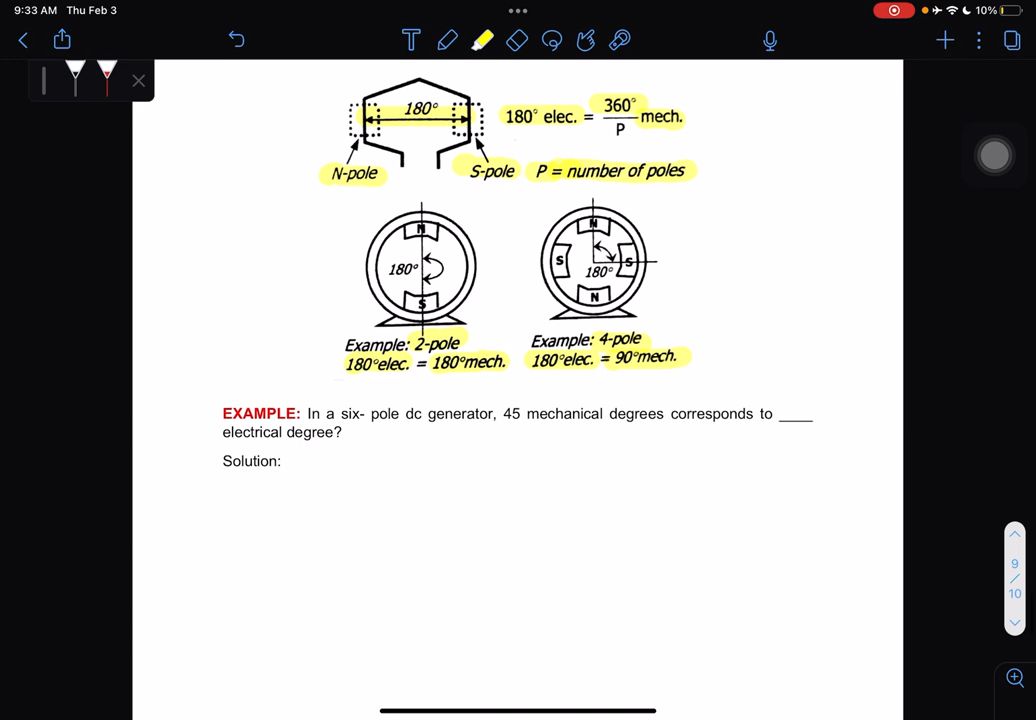 9:33 AM Thu Feb 3
10%
180°
180° elec. = 360° / P mech.
N-pole
S-pole
P = number of poles
N
180°
S
N
S
S
180°
N
Example: 2-pole
180°elec. = 180°mech.
Example: 4-pole
180°elec. = 90°mech.
EXAMPLE: In a six- pole dc generator, 45 mechanical degrees corresponds to ____
electrical degree?
Solution:
9
/
10